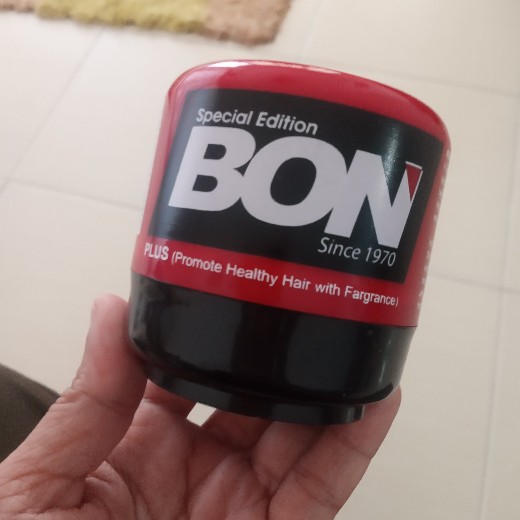 Special Edition
BON
Since 1970
PLUS (Promote Healthy Hair with Fargrance)